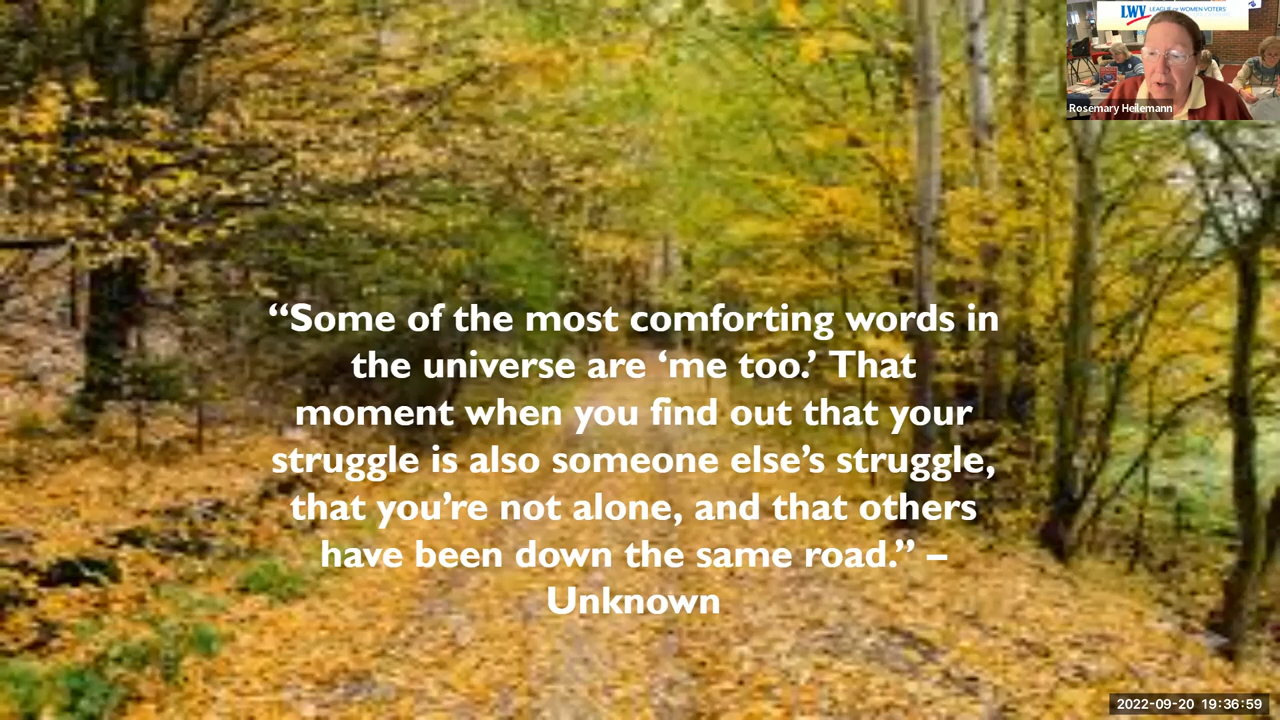 LWV LEAGUE OF WOMEN VOTERS
Rosemary Heilemann
“Some of the most comforting words in
the universe are ‘me too.’ That
moment when you find out that your
struggle is also someone else’s struggle,
that you’re not alone, and that others
have been down the same road.” –
Unknown
2022-09-20 19:36:59